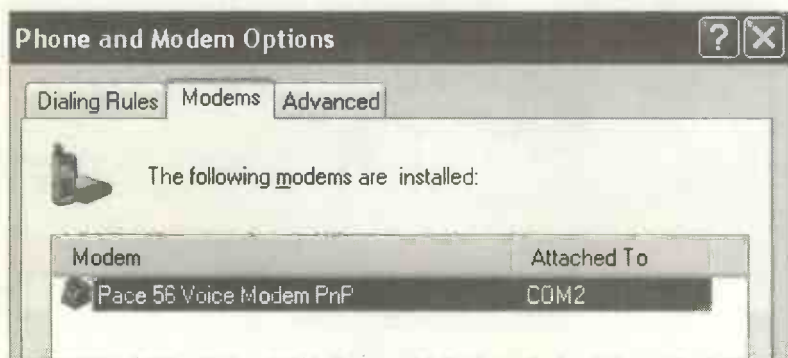 Phone and Modem Options
Dialing Rules Modems Advanced
The following modems are installed:
Modem Attached To
Pace 56 Voice Modem PnP COM2